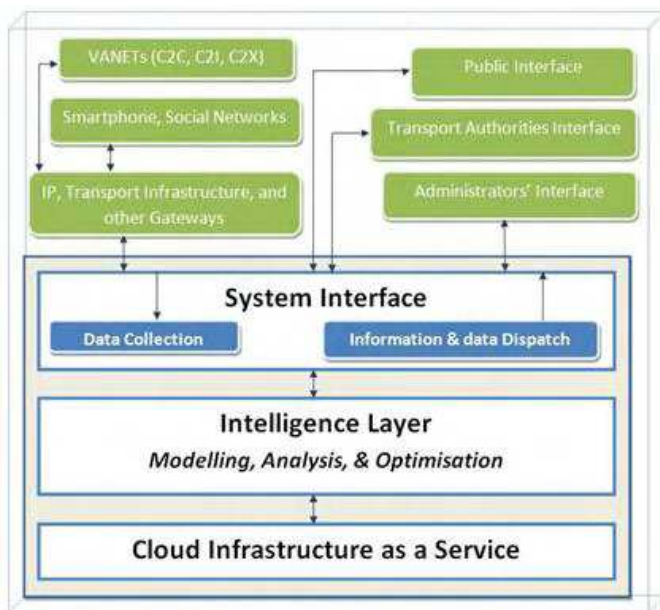 VANETs (C2C, C2I, C2X)
Smartphone, Social Networks
IP, Transport Infrastructure, and
other Gateways
Public Interface
Transport Authorities Interface
Administrators' Interface
System Interface
Data Collection
Information & data Dispatch
Intelligence Layer
Modelling, Analysis, & Optimisation
Cloud Infrastructure as a Service